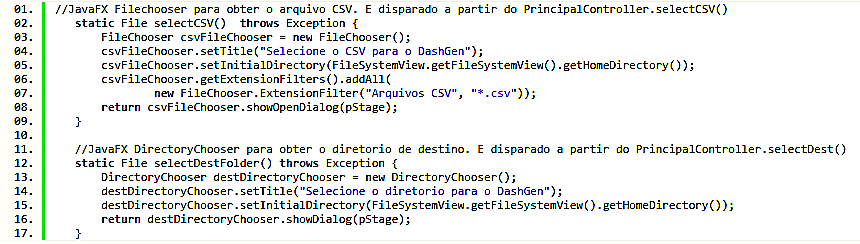 01. //JavaFX Filechooser para obter o arquivo CSV. E disparado a partir do PrincipalController.selectCSV()
02. static File selectCSV() throws Exception {
03. FileChooser csvFileChooser = new FileChooser();
04. csvFileChooser.setTitle("Selecione o CSV para o DashGen");
05. csvFileChooser.setInitialDirectory(FileSystemView.getFileSystemView().getHomeDirectory());
06. csvFileChooser.getExtensionFilters().addAll(
07. new FileChooser.ExtensionFilter("Arquivos CSV", "*.csv"));
08. return csvFileChooser.showOpenDialog(pStage);
09. }
10.
11. //JavaFX DirectoryChooser para obter o diretorio de destino. E disparado a partir do PrincipalController.selectDest()
12. static File selectDestFolder() throws Exception {
13. DirectoryChooser destDirectoryChooser = new DirectoryChooser();
14. destDirectoryChooser.setTitle("Selecione o diretorio para o DashGen");
15. destDirectoryChooser.setInitialDirectory(FileSystemView.getFileSystemView().getHomeDirectory());
16. return destDirectoryChooser.showDialog(pStage);
17. }